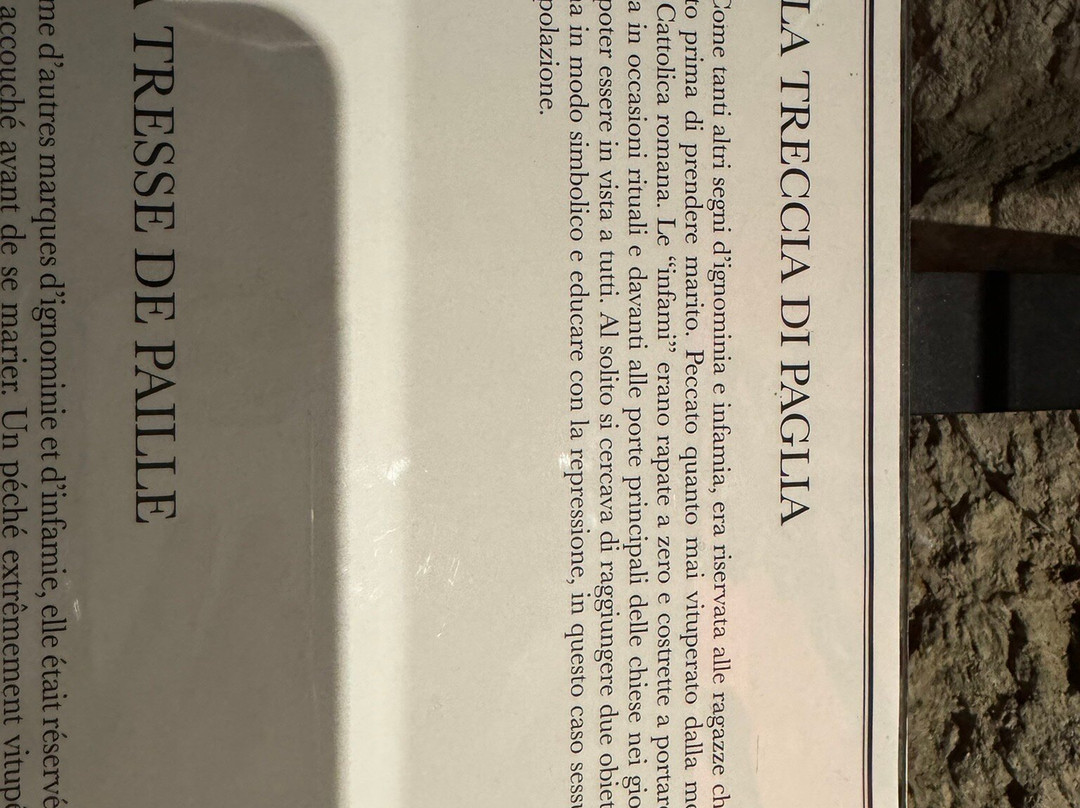 LA TRECCIA DI PAGLIA
Come tanti altri segni d'ignominia e infamia, era riservata alle ragazze ch
to prima di prendere marito. Peccato quanto mai vituperato dalla mo
Cattolica romana. Le “infami” erano rapate a zero e costrette a portare
a in occasioni rituali e davanti alle porte principali delle chiese nei gio
poter essere in vista a tutti. Al solito si cercava di raggiungere due obiet
a in modo simbolico e educare con la repressione, in questo caso sessu
polazione.
TRESSE DE PAILLE
me d'autres marques d'ignominie et d'infamie, elle était réservé
accouché avant de se marier. Un péché extrêmement vitupé